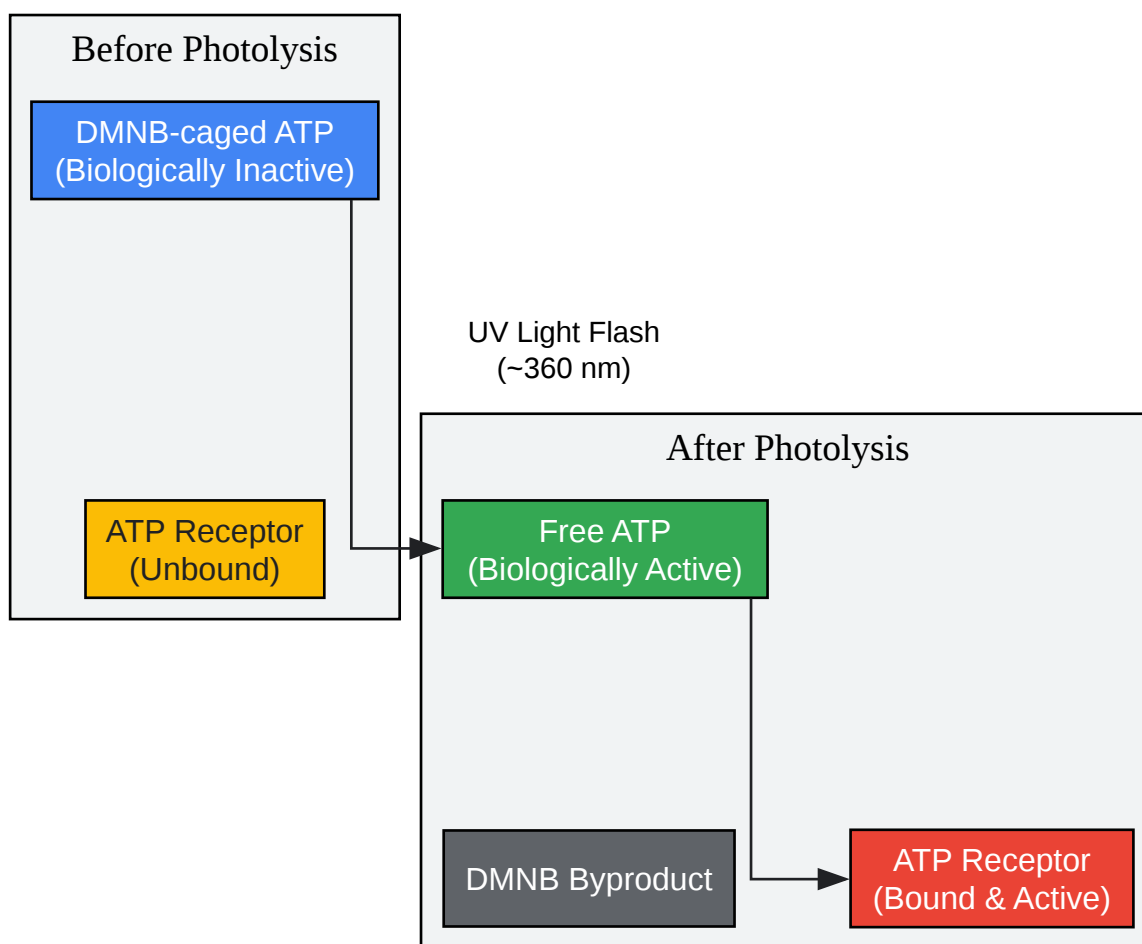 Before Photolysis
DMNB-caged ATP
(Biologically Inactive)
UV Light Flash
(~360 nm)
After Photolysis
ATP Receptor
(Unbound)
Free ATP
(Biologically Active)
DMNB Byproduct
ATP Receptor
(Bound & Active)